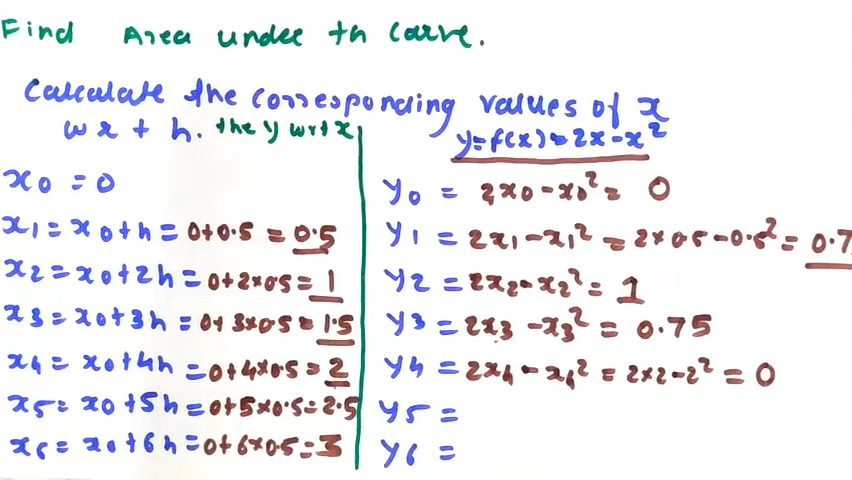 Find Area under th carve.
Calculate the corresponding values of x
w r t h. the y wrt x
y=f(x)=2x-x²
x0 = 0
x1 = x0+h = 0+0.5 = 0.5
x2 = x0+2h = 0+2×0.5 = 1
x3 = x0+3h = 0+3×0.5 = 1.5
x4 = x0+4h = 0+4×0.5 = 2
x5 = x0+5h = 0+5×0.5 = 2.5
x6 = x0+6h = 0+6×0.5 = 3
y0 = 2x0-x0² = 0
y1 = 2x1-x1² = 2×0.5-0.5² = 0.7
y2 = 2x2-x2² = 1
y3 = 2x3-x3² = 0.75
y4 = 2x4-x4² = 2×2-2² = 0
y5 =
y6 =